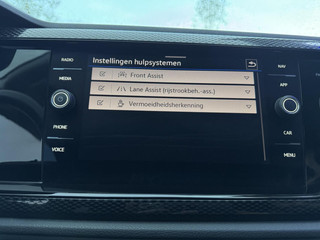 Instellingen hulpsystemen
Front Assist
Lane Assist (rijstrookbeh.-ass.)
Vermoeidheidsherkenning
RADIO
MEDIA
PHONE
VOICE
NAV
APP
CAR
MENU